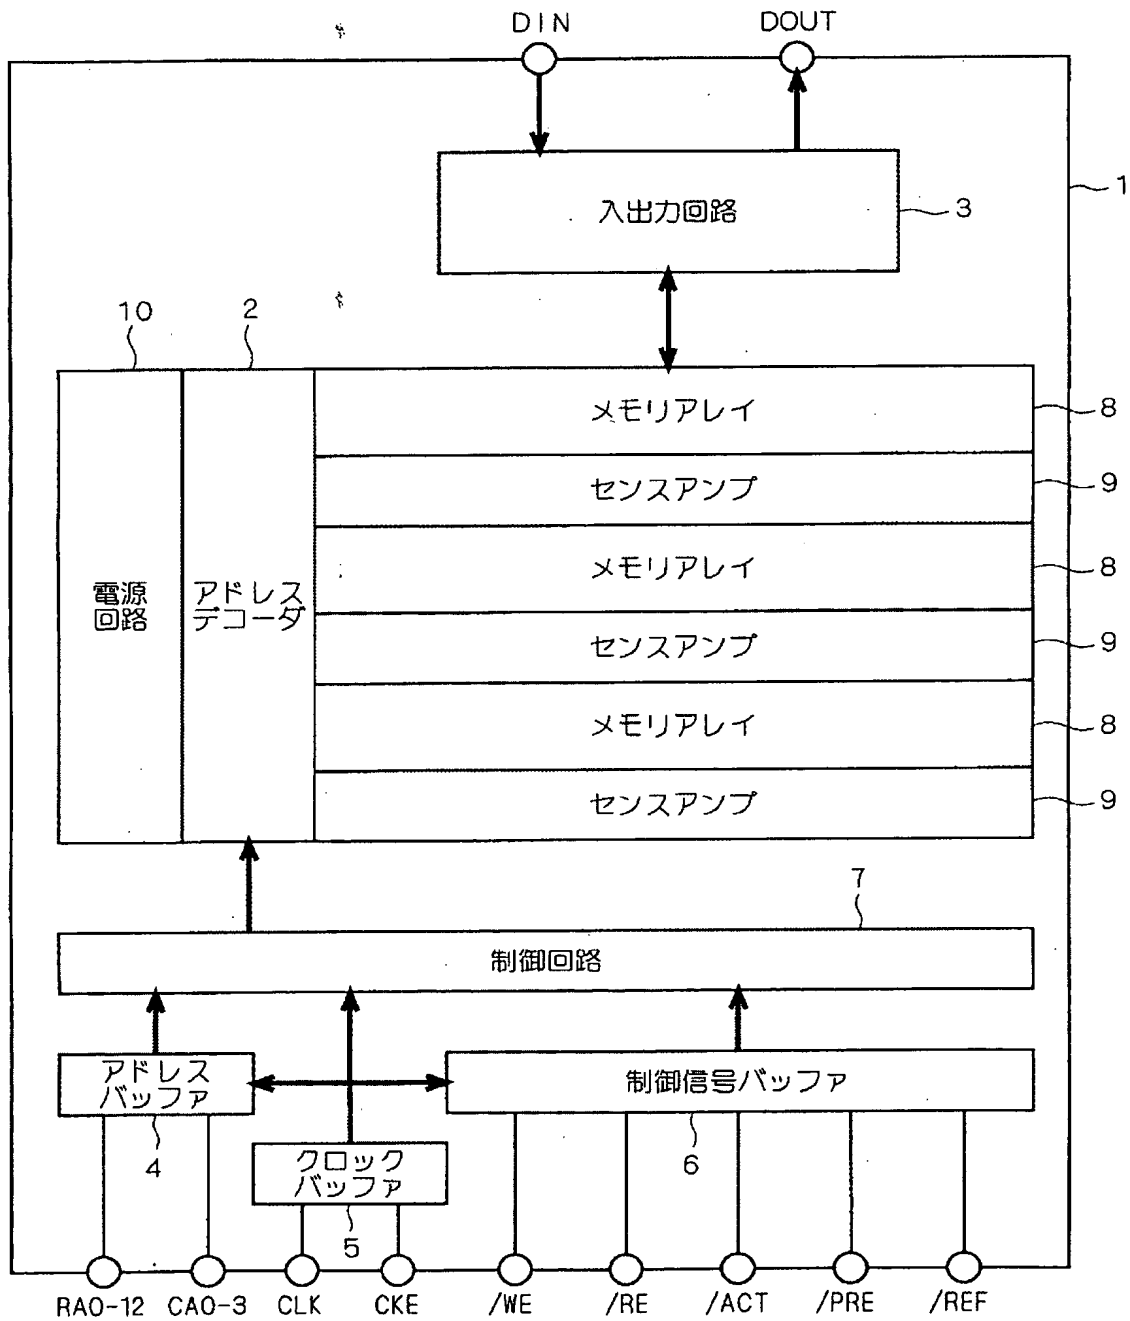 DIN
DOUT
1
入出力回路
3
10
2
メモリアレイ
8
センスアンプ
9
メモリアレイ
8
電源
回路
アドレス
デコーダ
センスアンプ
9
メモリアレイ
8
センスアンプ
9
7
制御回路
アドレス
バッファ
制御信号バッファ
4
6
クロック
バッファ
5
RA0-12
CA0-3
CLK
CKE
/WE
/RE
/ACT
/PRE
/REF